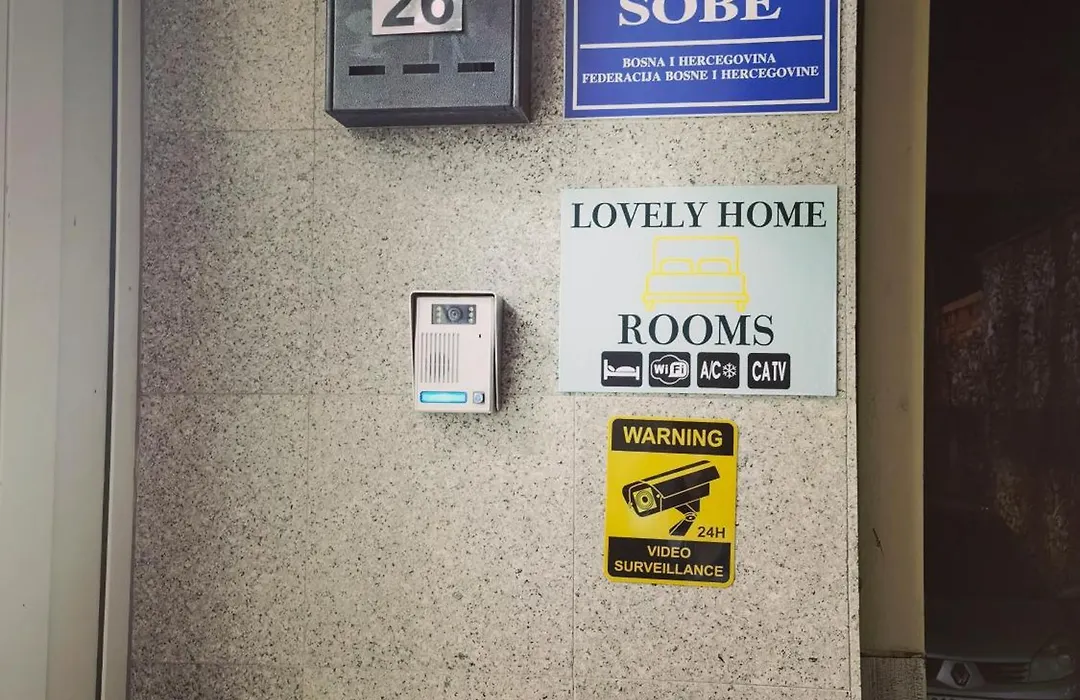 26
SOBE
BOSNA I HERCEGOVINA
FEDERACIJA BOSNE I HERCEGOVINE
LOVELY HOME
ROOMS
WiFi A/C CATV
WARNING
24H
VIDEO
SURVEILLANCE